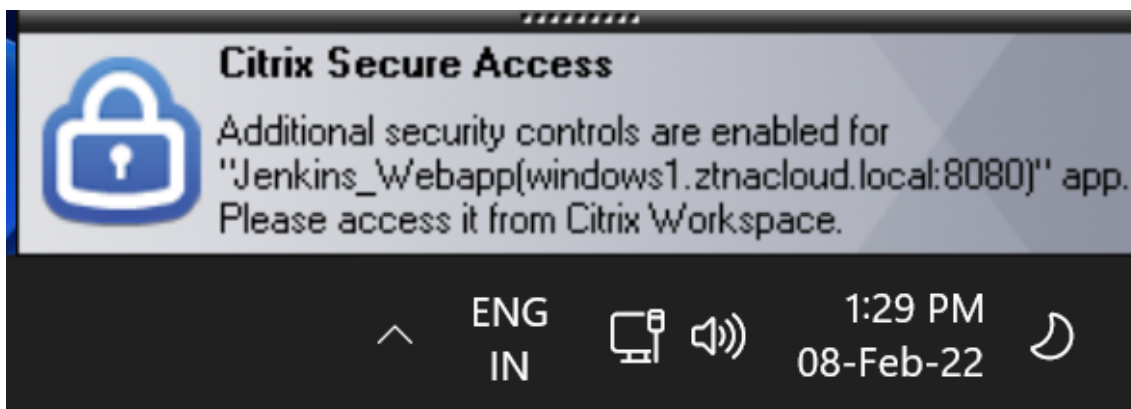 Citrix Secure Access
Additional security controls are enabled for
"Jenkins_Webapp(windows1.ztnacloud.local:8080)" app.
Please access it from Citrix Workspace.
ENG
IN
1:29 PM
08-Feb-22